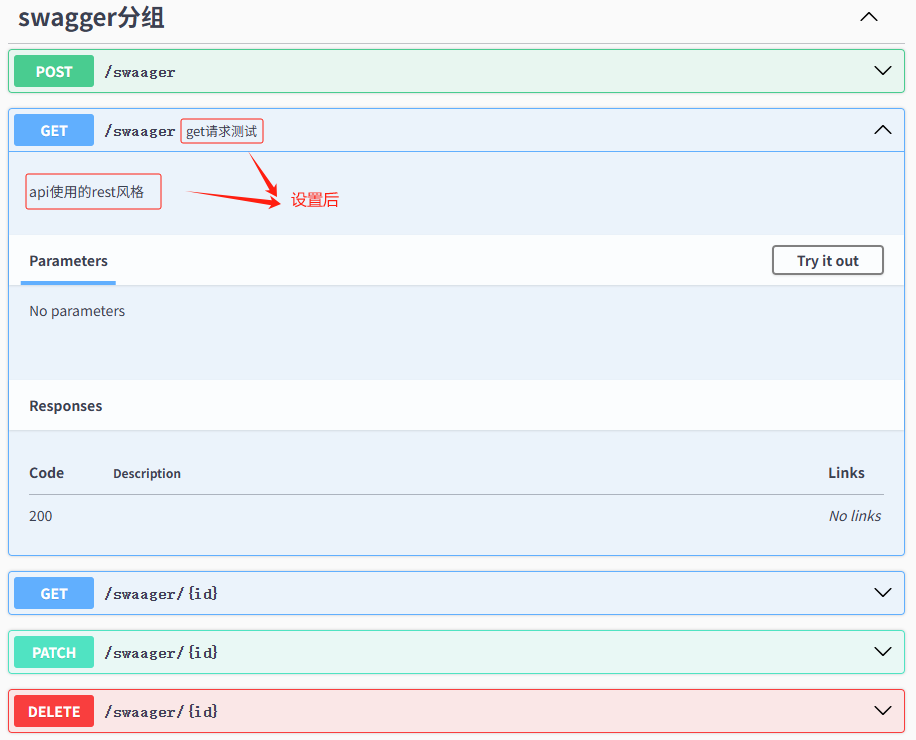 swagger分组
POST /swaager
GET /swaager get请求测试
api使用的rest风格
设置后
Parameters Try it out
No parameters
Responses
Code Description Links
200 No links
GET /swaager/{id}
PATCH /swaager/{id}
DELETE /swaager/{id}